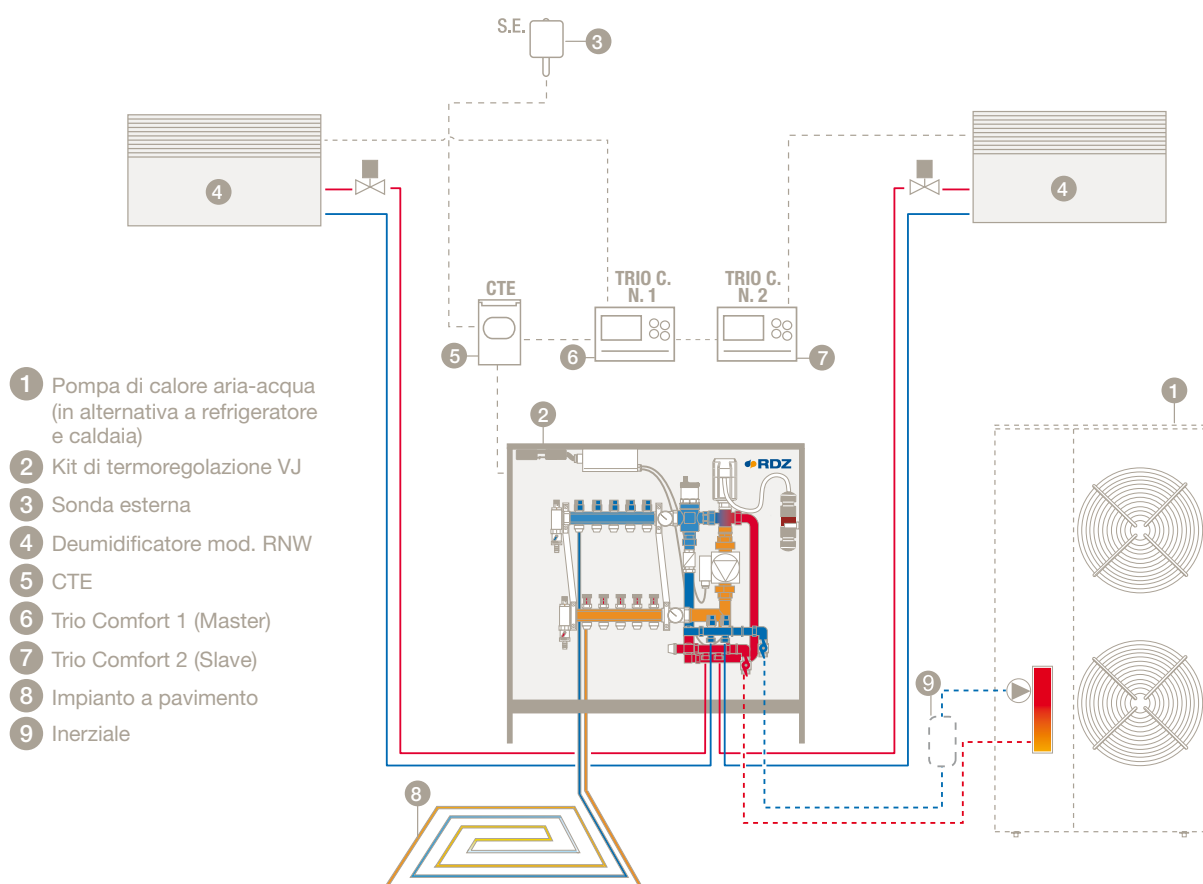 S.E.
3
4
4
CTE
TRIO C.
N. 1
TRIO C.
N. 2
5
6
7
1 Pompa di calore aria-acqua
(in alternativa a refrigeratore
e caldaia)
2 Kit di termoregolazione VJ
3 Sonda esterna
4 Deumidificatore mod. RNW
5 CTE
6 Trio Comfort 1 (Master)
7 Trio Comfort 2 (Slave)
8 Impianto a pavimento
9 Inerziale
2
RDZ
1
9
8